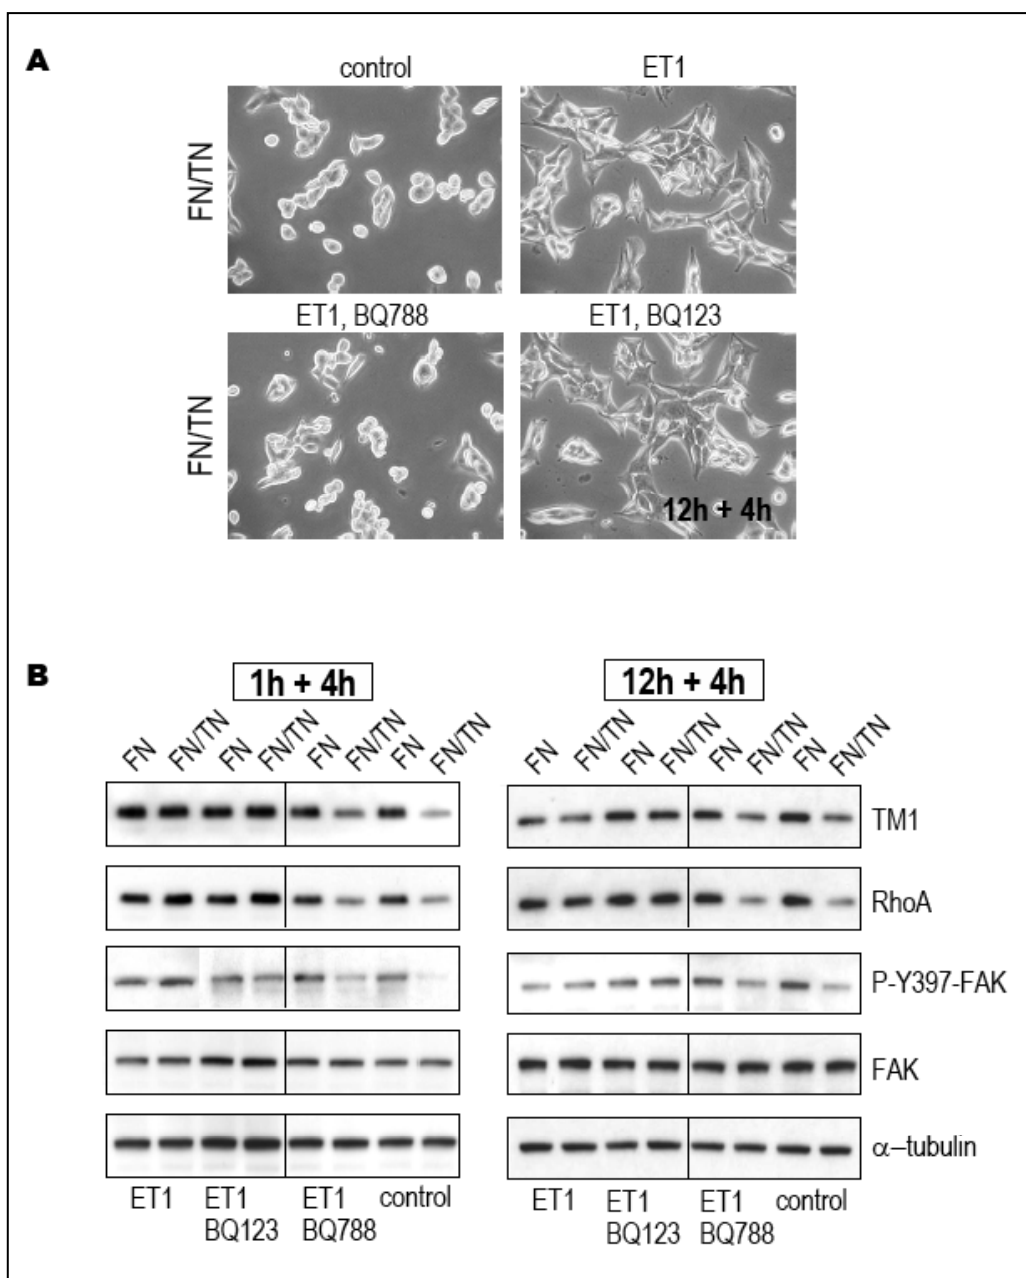 A
control ET1
FN/TN
ET1, BQ788 ET1, BQ123
FN/TN
12h + 4h
B
1h + 4h 12h + 4h
FN FN/TN FN FN/TN FN FN/TN FN FN/TN FN FN/TN FN FN/TN FN FN/TN FN FN/TN
TM1
RhoA
P-Y397-FAK
FAK
α–tubulin
ET1 ET1 ET1 control ET1 ET1 ET1 control
BQ123 BQ788 BQ123 BQ788